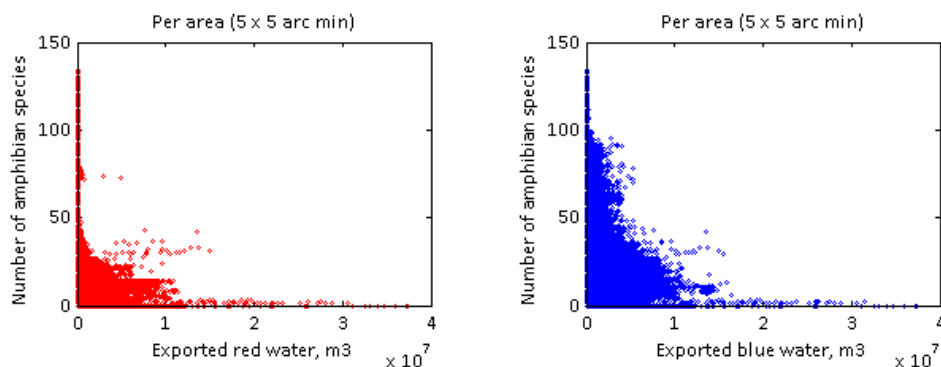 Per area (5 x 5 arc min)
150
100
50
0
Number of amphibian species
0 1 2 3 4
Exported red water, m3
x 10^7
Per area (5 x 5 arc min)
150
100
50
0
Number of amphibian species
0 1 2 3 4
Exported blue water, m3
x 10^7